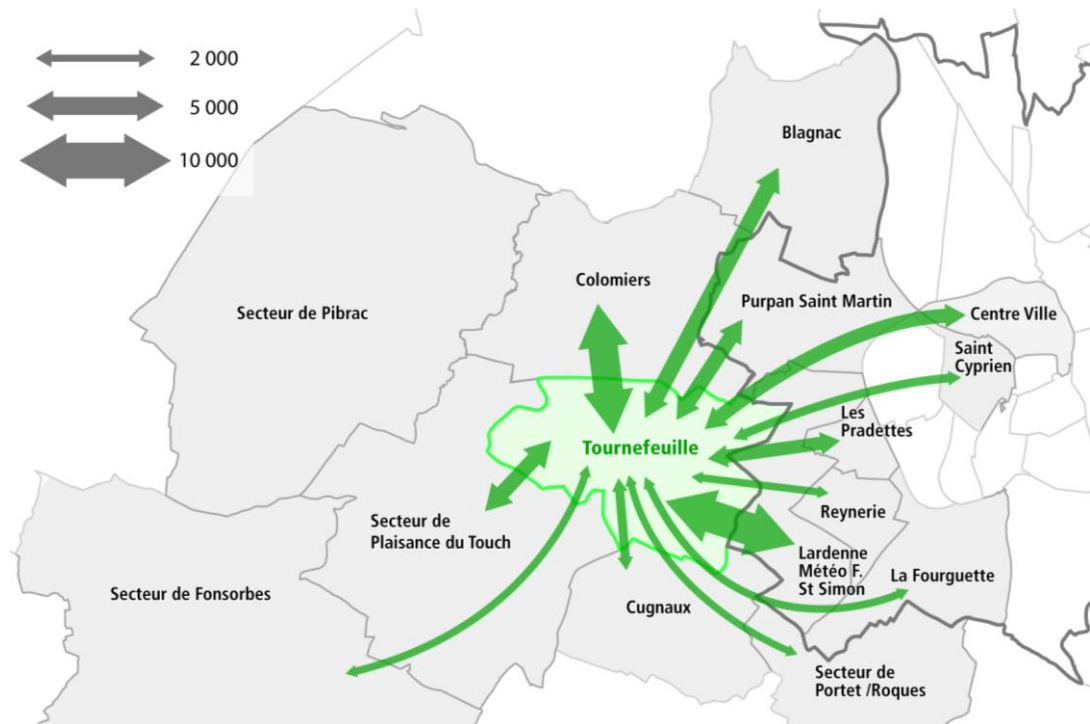 2 000
5 000
10 000
Blagnac
Colomiers
Purpan Saint Martin
Secteur de Pibrac
Centre Ville
Saint
Cyprien
Les
Pradettes
Tournefeuille
Reynerie
Secteur de
Plaisance du Touch
Lardenne
Météo F.
St Simon
La Fourguette
Secteur de Fonsorbes
Cugnaux
Secteur de
Portet /Roques